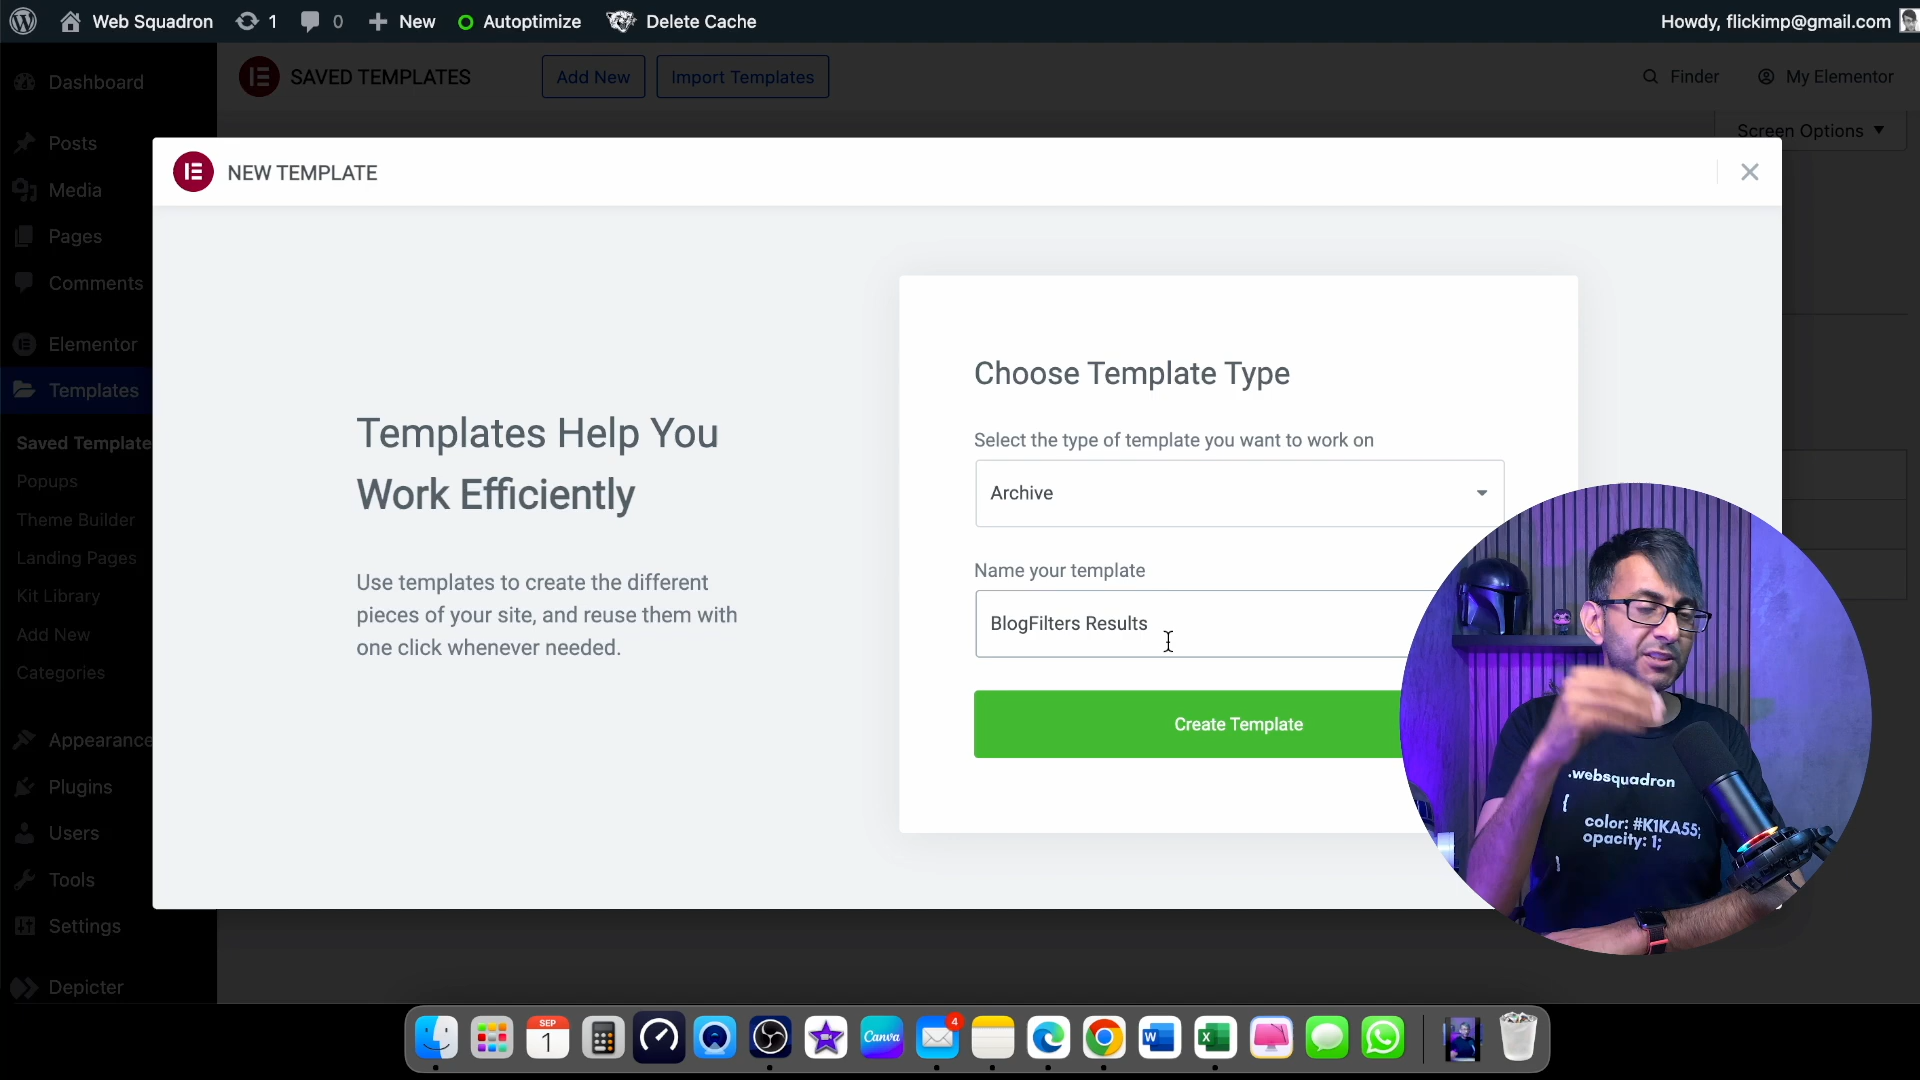 Web Squadron
1
0
New
Autoptimize
Delete Cache
Howdy, flickimp@gmail.com
Dashboard
SAVED TEMPLATES
Add New
Import Templates
Finder
My Elementor
Screen Options
Posts
Media
Pages
Comments
Elementor
Templates
Saved Template
Popups
Theme Builder
Landing Pages
Kit Library
Add New
Categories
Appearance
Plugins
Users
Tools
Settings
Depicter
NEW TEMPLATE
Templates Help You
Work Efficiently
Use templates to create the different
pieces of your site, and reuse them with
one click whenever needed.
Choose Template Type
Select the type of template you want to work on
Archive
Name your template
BlogFilters Results
Create Template
.websquadron
{
color: #K1KA55;
opacity: 1;
}
SEP
1
Canva
4
W
X